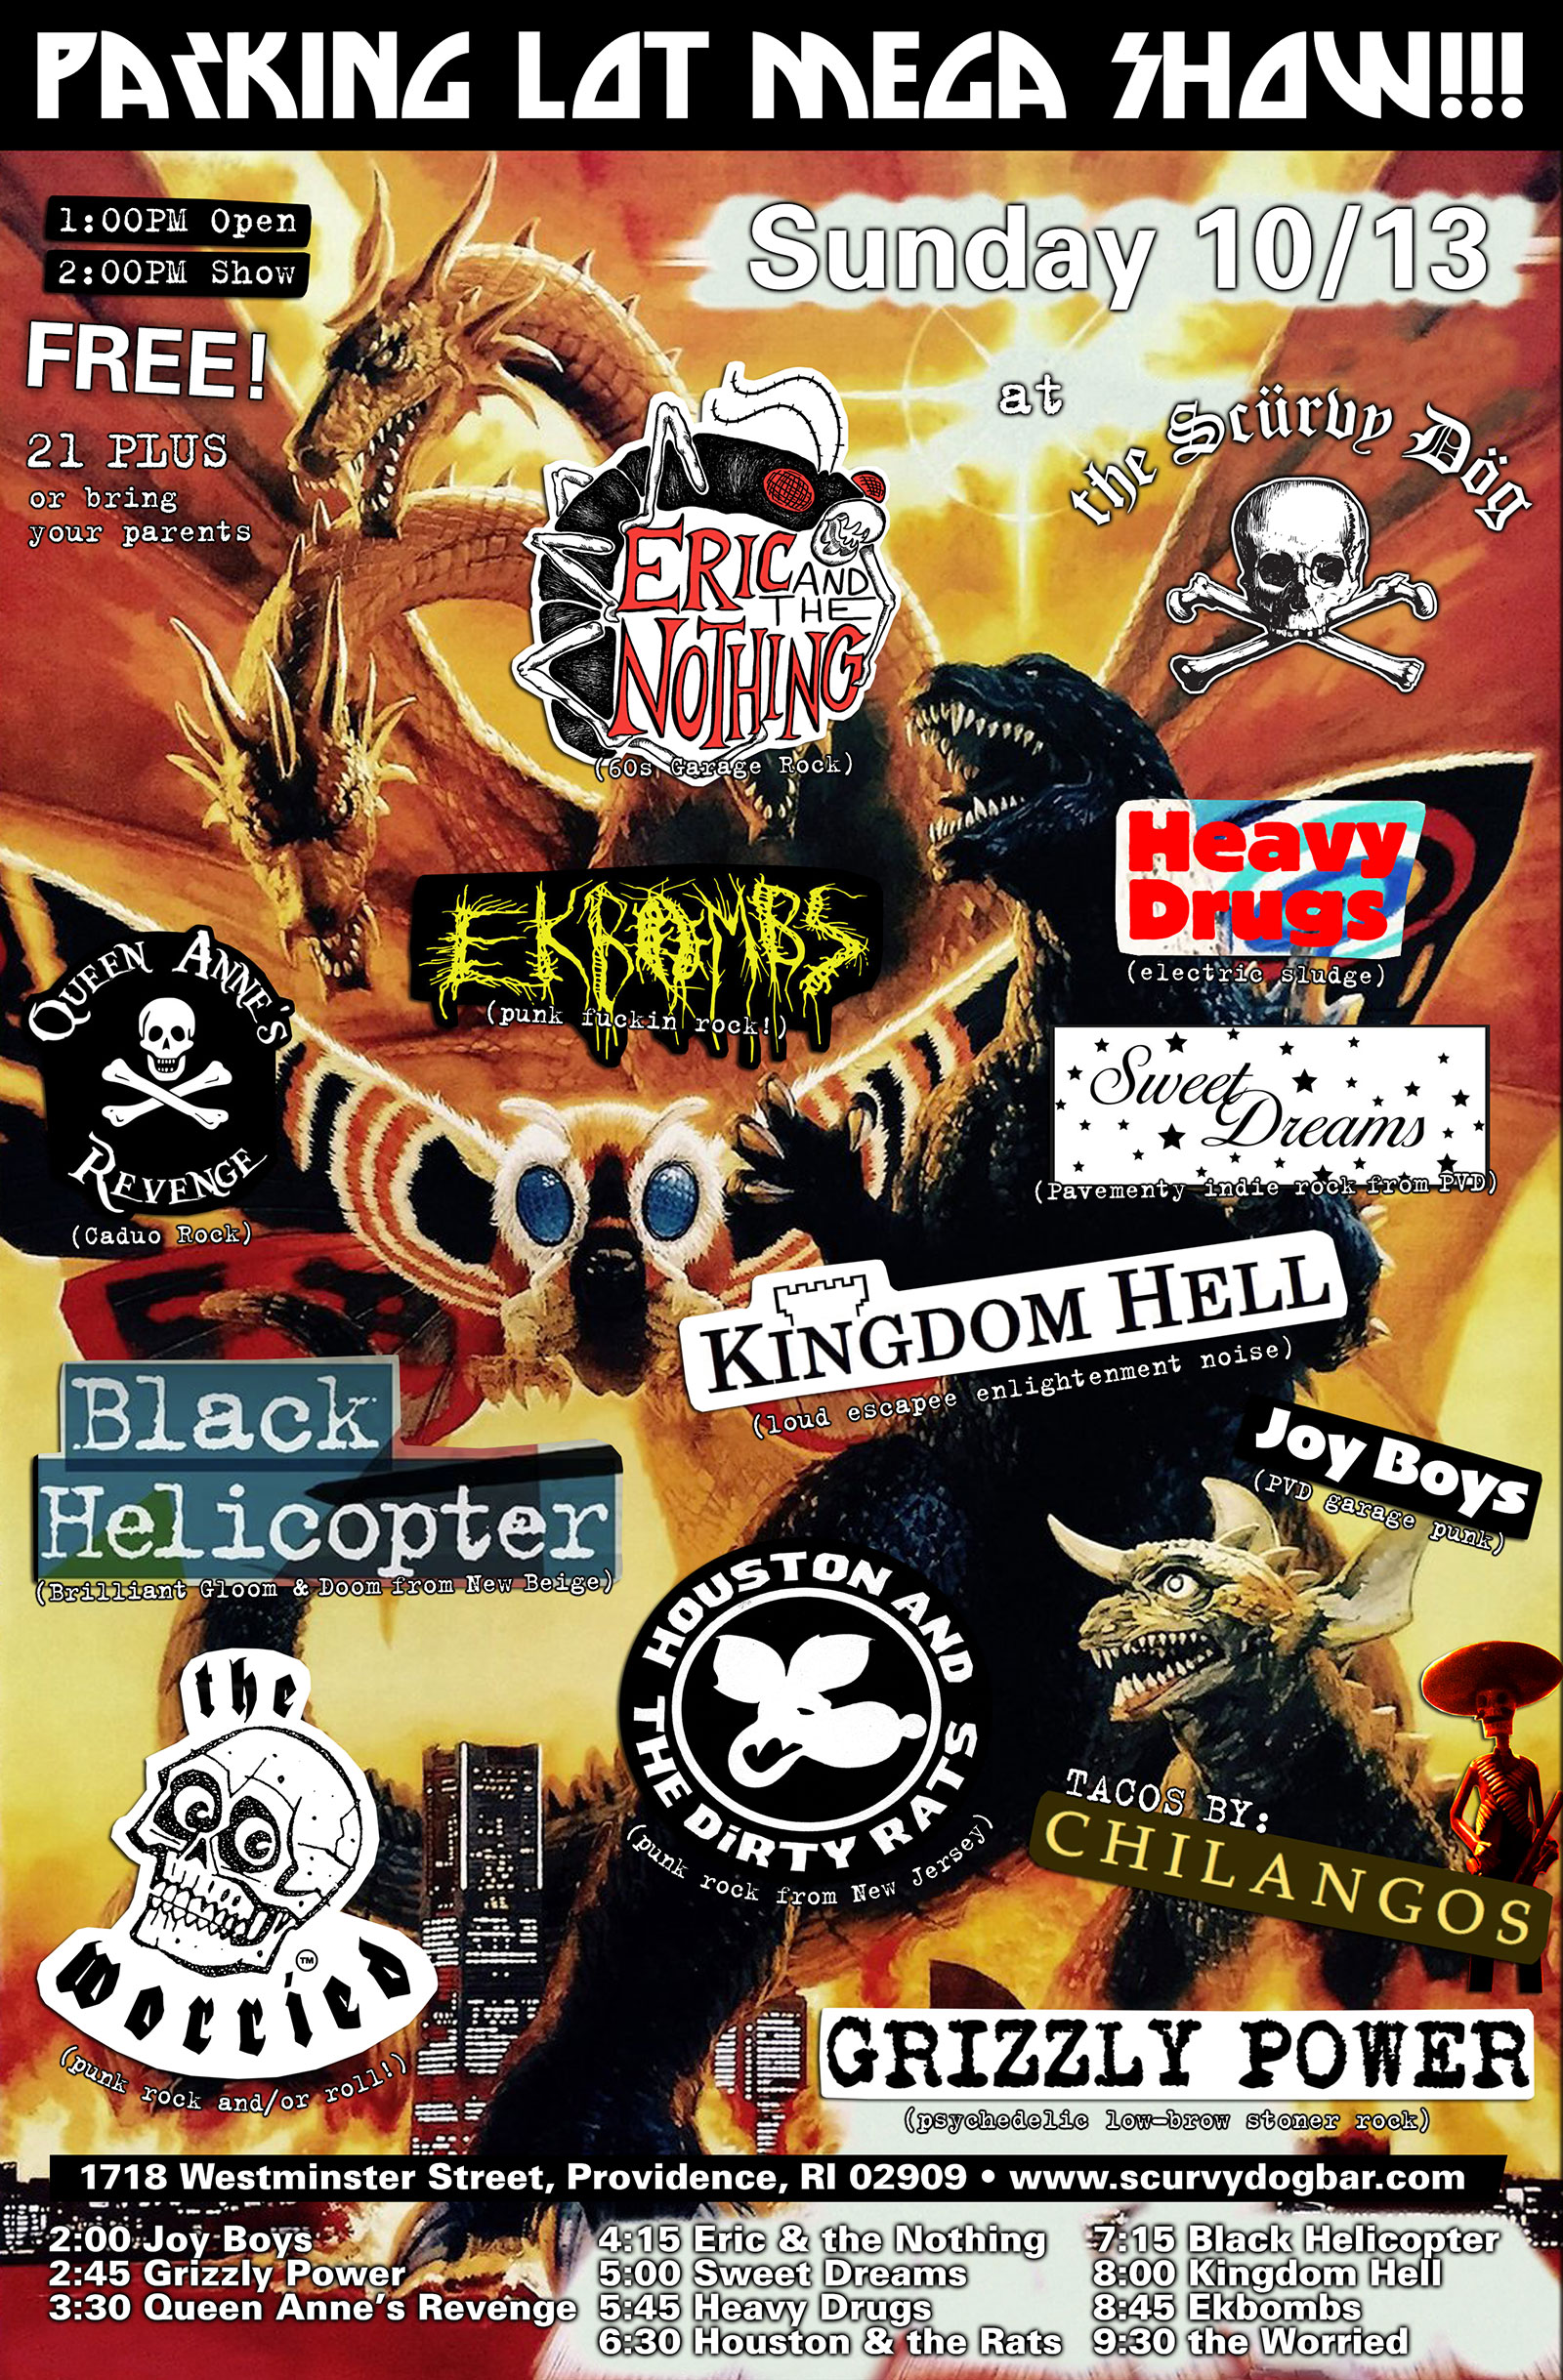 PARKING LOT MEGA SHOW!!!
1:00PM Open
2:00PM Show
Sunday 10/13
FREE!
21 PLUS
or bring
your parents
at
the Scürvy Dög
ERIC AND
THE
NOTHING
(60s Garage Rock)
Heavy
Drugs
(electric sludge)
EKBOMBS
(punk fuckin rock!)
QUEEN ANNE'S
REVENGE
(Caduo Rock)
Sweet
Dreams
(Pavementy indie rock from PVD)
KINGDOM HELL
(loud escapee enlightenment noise)
Black
Helicopter
(Brilliant Gloom & Doom from New Beige)
Joy Boys
(PVD garage punk)
HOUSTON AND
THE DiRTY RATS
(punk rock from New Jersey)
the
worried
TM
(punk rock and/or roll!)
TACOS BY:
CHILANGOS
GRIZZLY POWER
(psychedelic low-brow stoner rock)
1718 Westminster Street, Providence, RI 02909 • www.scurvydogbar.com
2:00 Joy Boys
2:45 Grizzly Power
3:30 Queen Anne's Revenge
4:15 Eric & the Nothing
5:00 Sweet Dreams
5:45 Heavy Drugs
6:30 Houston & the Rats
7:15 Black Helicopter
8:00 Kingdom Hell
8:45 Ekbombs
9:30 the Worried